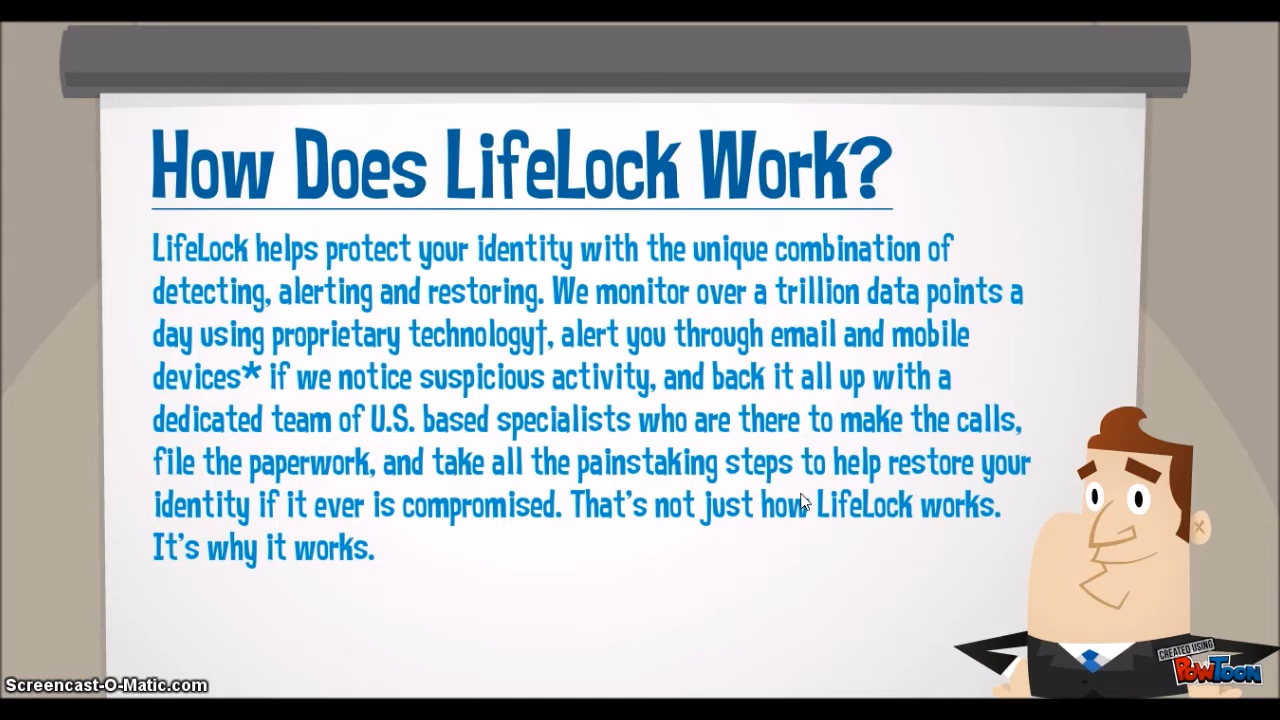 How Does LifeLock Work?
LifeLock helps protect your identity with the unique combination of
detecting, alerting and restoring. We monitor over a trillion data points a
day using proprietary technology†, alert you through email and mobile
devices* if we notice suspicious activity, and back it all up with a
dedicated team of U.S. based specialists who are there to make the calls,
file the paperwork, and take all the painstaking steps to help restore your
identity if it ever is compromised. That's not just how LifeLock works.
It's why it works.
CREATED USING
POWTOON
Screencast-O-Matic.com